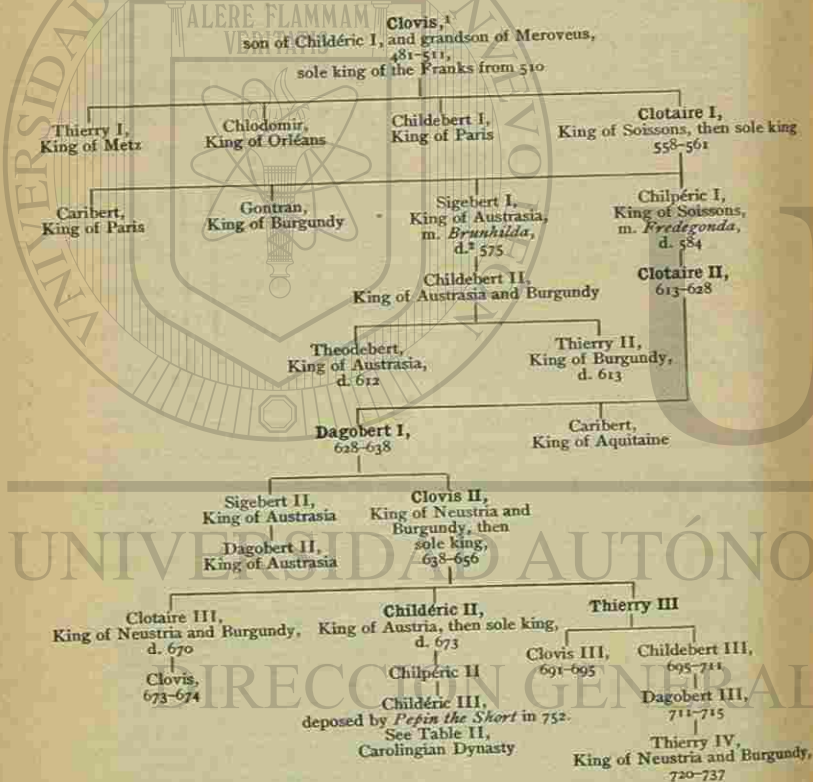 ALERE FLAMMAM
VERITATIS
Clovis,¹
son of Childéric I, and grandson of Meroveus,
481–511,
sole king of the Franks from 510
Thierry I,
King of Metz
Chlodomir,
King of Orléans
Childebert I,
King of Paris
Clotaire I,
King of Soissons, then sole king
558–561
Caribert,
King of Paris
Gontran,
King of Burgundy
Sigebert I,
King of Austrasia,
m. Brunhilda,
d.² 575
Chilpéric I,
King of Soissons,
m. Fredegonda,
d. 584
Childebert II,
King of Austrasia and Burgundy
Clotaire II,
613–628
Theodebert,
King of Austrasia,
d. 612
Thierry II,
King of Burgundy,
d. 613
Dagobert I,
628–638
Caribert,
King of Aquitaine
Sigebert II,
King of Austrasia
Dagobert II,
King of Austrasia
Clovis II,
King of Neustria and
Burgundy, then
sole king,
638–656
Clotaire III,
King of Neustria and Burgundy,
d. 670
Clovis,
673–674
Childéric II,
King of Austria, then sole king,
d. 673
Chilpéric II
Childéric III,
deposed by Pepin the Short in 752.
See Table II,
Carolingian Dynasty
Thierry III
Clovis III,
691–695
Childebert III,
695–711
Dagobert III,
711–715
Thierry IV,
King of Neustria and Burgundy,
720–737
UNIVERSIDAD AUTÓNO
DIRECCIÓN GENERAL